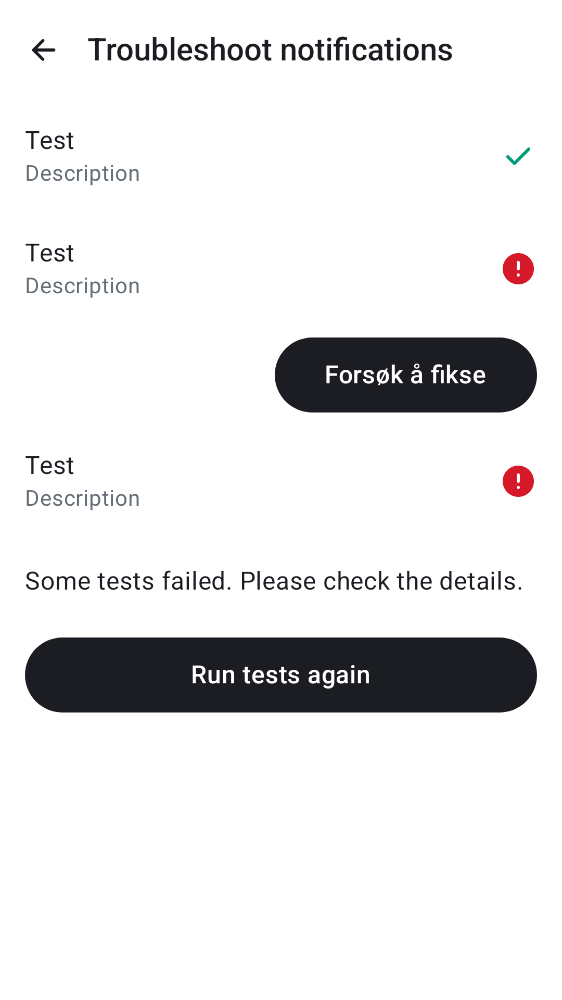 Troubleshoot notifications
Test
Description
Test
Description
Forsøk å fikse
Test
Description
Some tests failed. Please check the details.
Run tests again